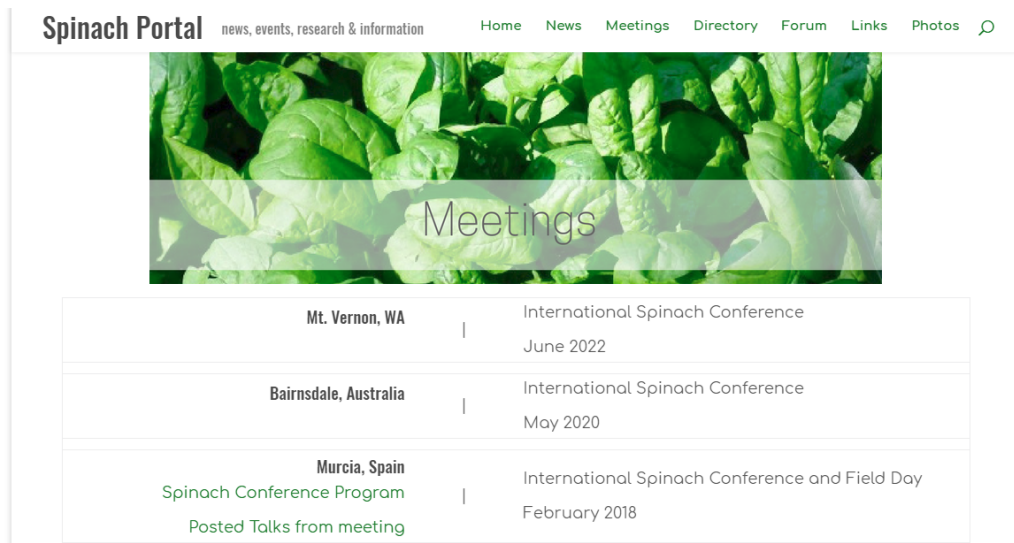 Spinach Portal news, events, research & information Home News Meetings Directory Forum Links Photos
Meetings
Mt. Vernon, WA | International Spinach Conference
June 2022
Bairnsdale, Australia | International Spinach Conference
May 2020
Murcia, Spain
Spinach Conference Program
Posted Talks from meeting
|
International Spinach Conference and Field Day
February 2018